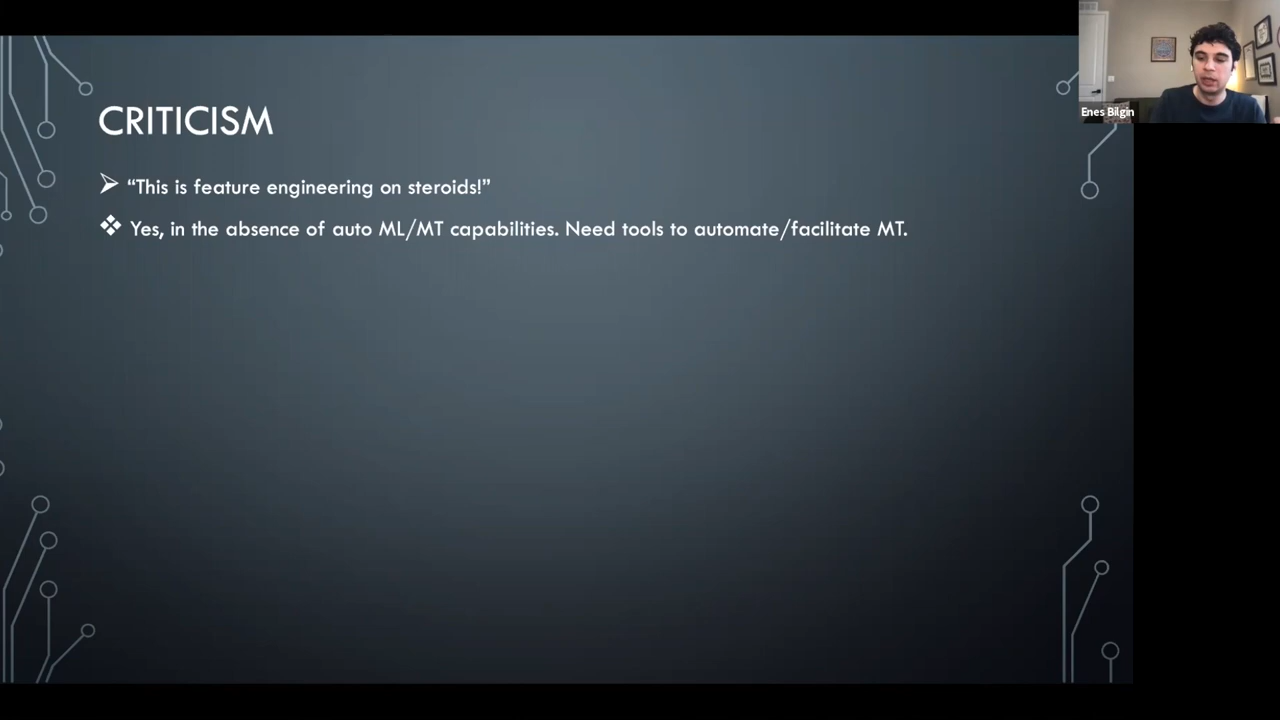 CRITICISM
“This is feature engineering on steroids!”
Yes, in the absence of auto ML/MT capabilities. Need tools to automate/facilitate MT.
Enes Bilgin